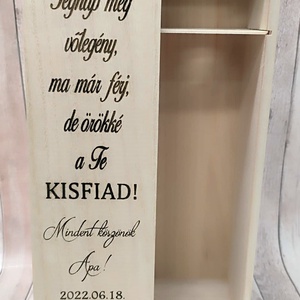 Tegnap még
vőlegény,
ma már férj,
de örökké
a Te
KISFIAD!
Mindent köszönök
Apa!
2022.06.18.